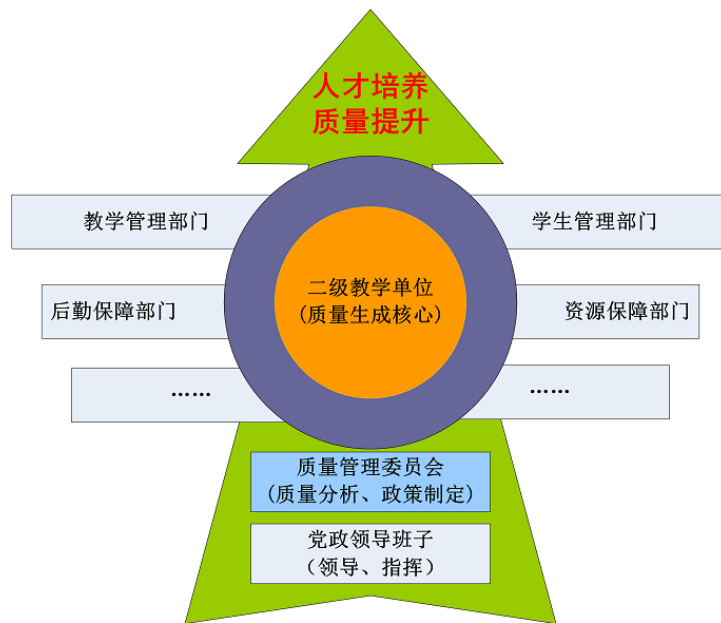 人才培养
质量提升
教学管理部门
学生管理部门
二级教学单位
(质量生成核心)
后勤保障部门
资源保障部门
……
……
质量管理委员会
(质量分析、政策制定)
党政领导班子
（领导、指挥）